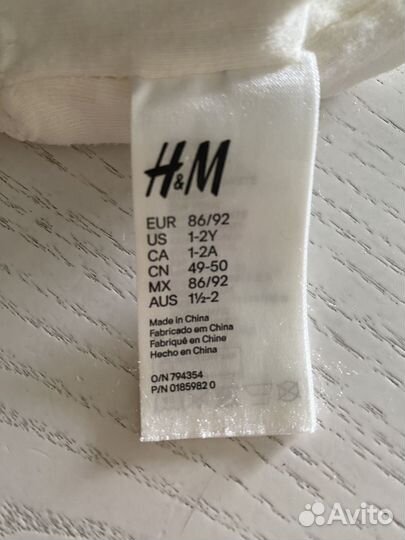 H&M
EUR 86/92
US 1-2Y
CA 1-2A
CN 49-50
MX 86/92
AUS 1½-2
Made in China
Fabricado em China
Fabriqué en Chine
Hecho en China
O/N 794354
P/N 0185982 0
Avito